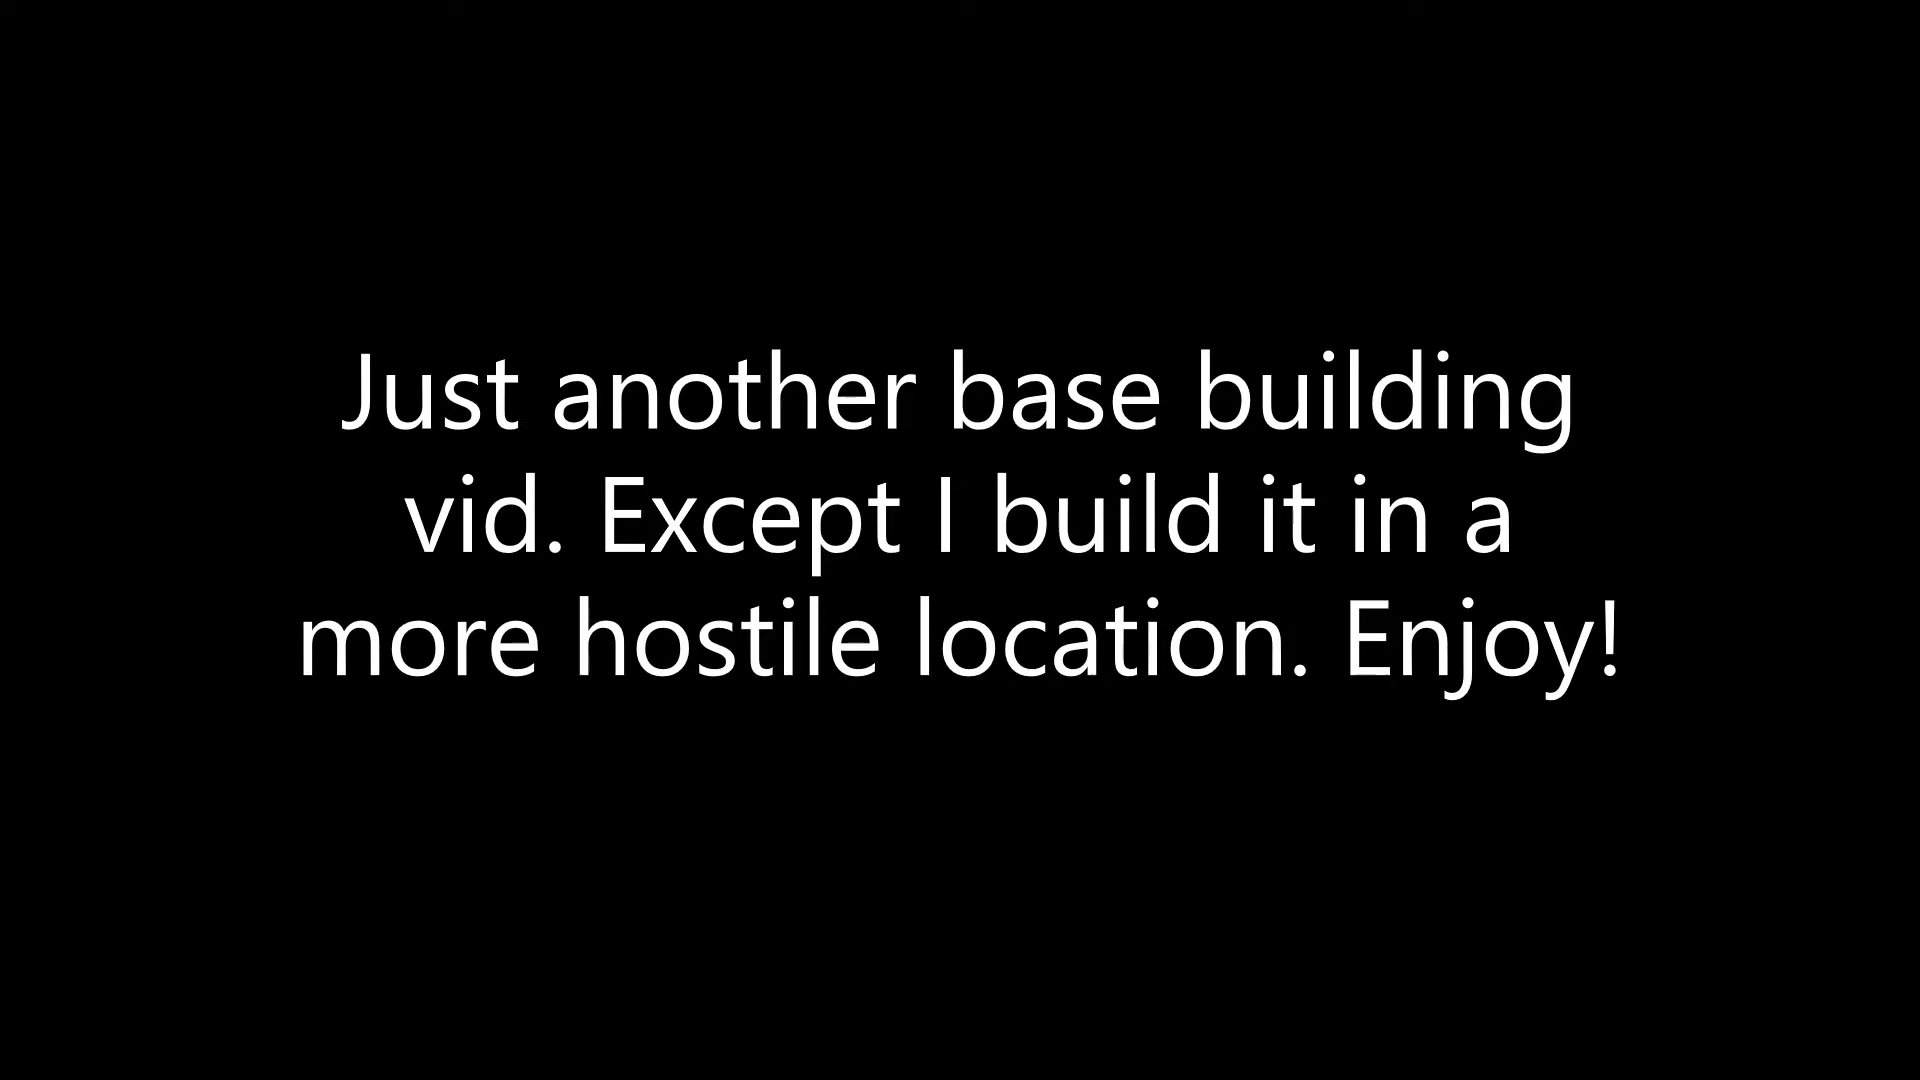 Just another base building
vid. Except I build it in a
more hostile location. Enjoy!